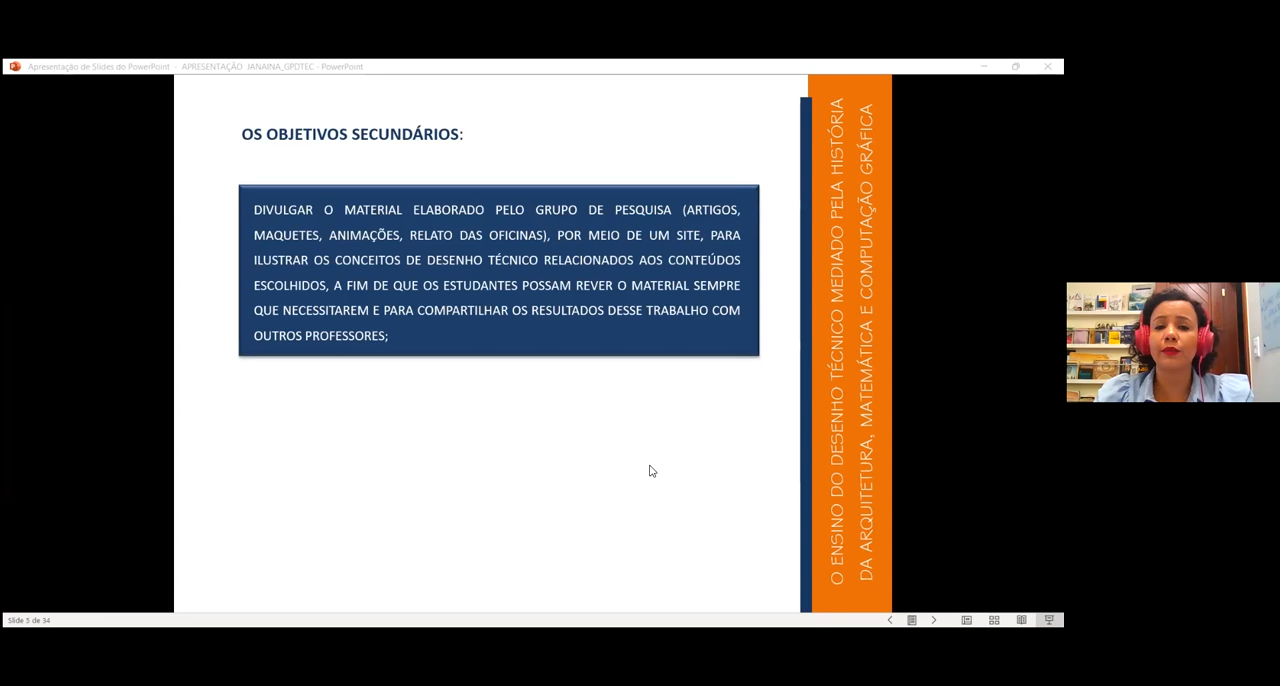 Apresentação de Slides do PowerPoint - APRESENTAÇÃO JANAINA_GPDTEC - PowerPoint
OS OBJETIVOS SECUNDÁRIOS:
DIVULGAR O MATERIAL ELABORADO PELO GRUPO DE PESQUISA (ARTIGOS,
MAQUETES, ANIMAÇÕES, RELATO DAS OFICINAS), POR MEIO DE UM SITE, PARA
ILUSTRAR OS CONCEITOS DE DESENHO TÉCNICO RELACIONADOS AOS CONTEÚDOS
ESCOLHIDOS, A FIM DE QUE OS ESTUDANTES POSSAM REVER O MATERIAL SEMPRE
QUE NECESSITAREM E PARA COMPARTILHAR OS RESULTADOS DESSE TRABALHO COM
OUTROS PROFESSORES;
O ENSINO DO DESENHO TÉCNICO MEDIADO PELA HISTÓRIA
DA ARQUITETURA, MATEMÁTICA E COMPUTAÇÃO GRÁFICA
Slide 5 de 34